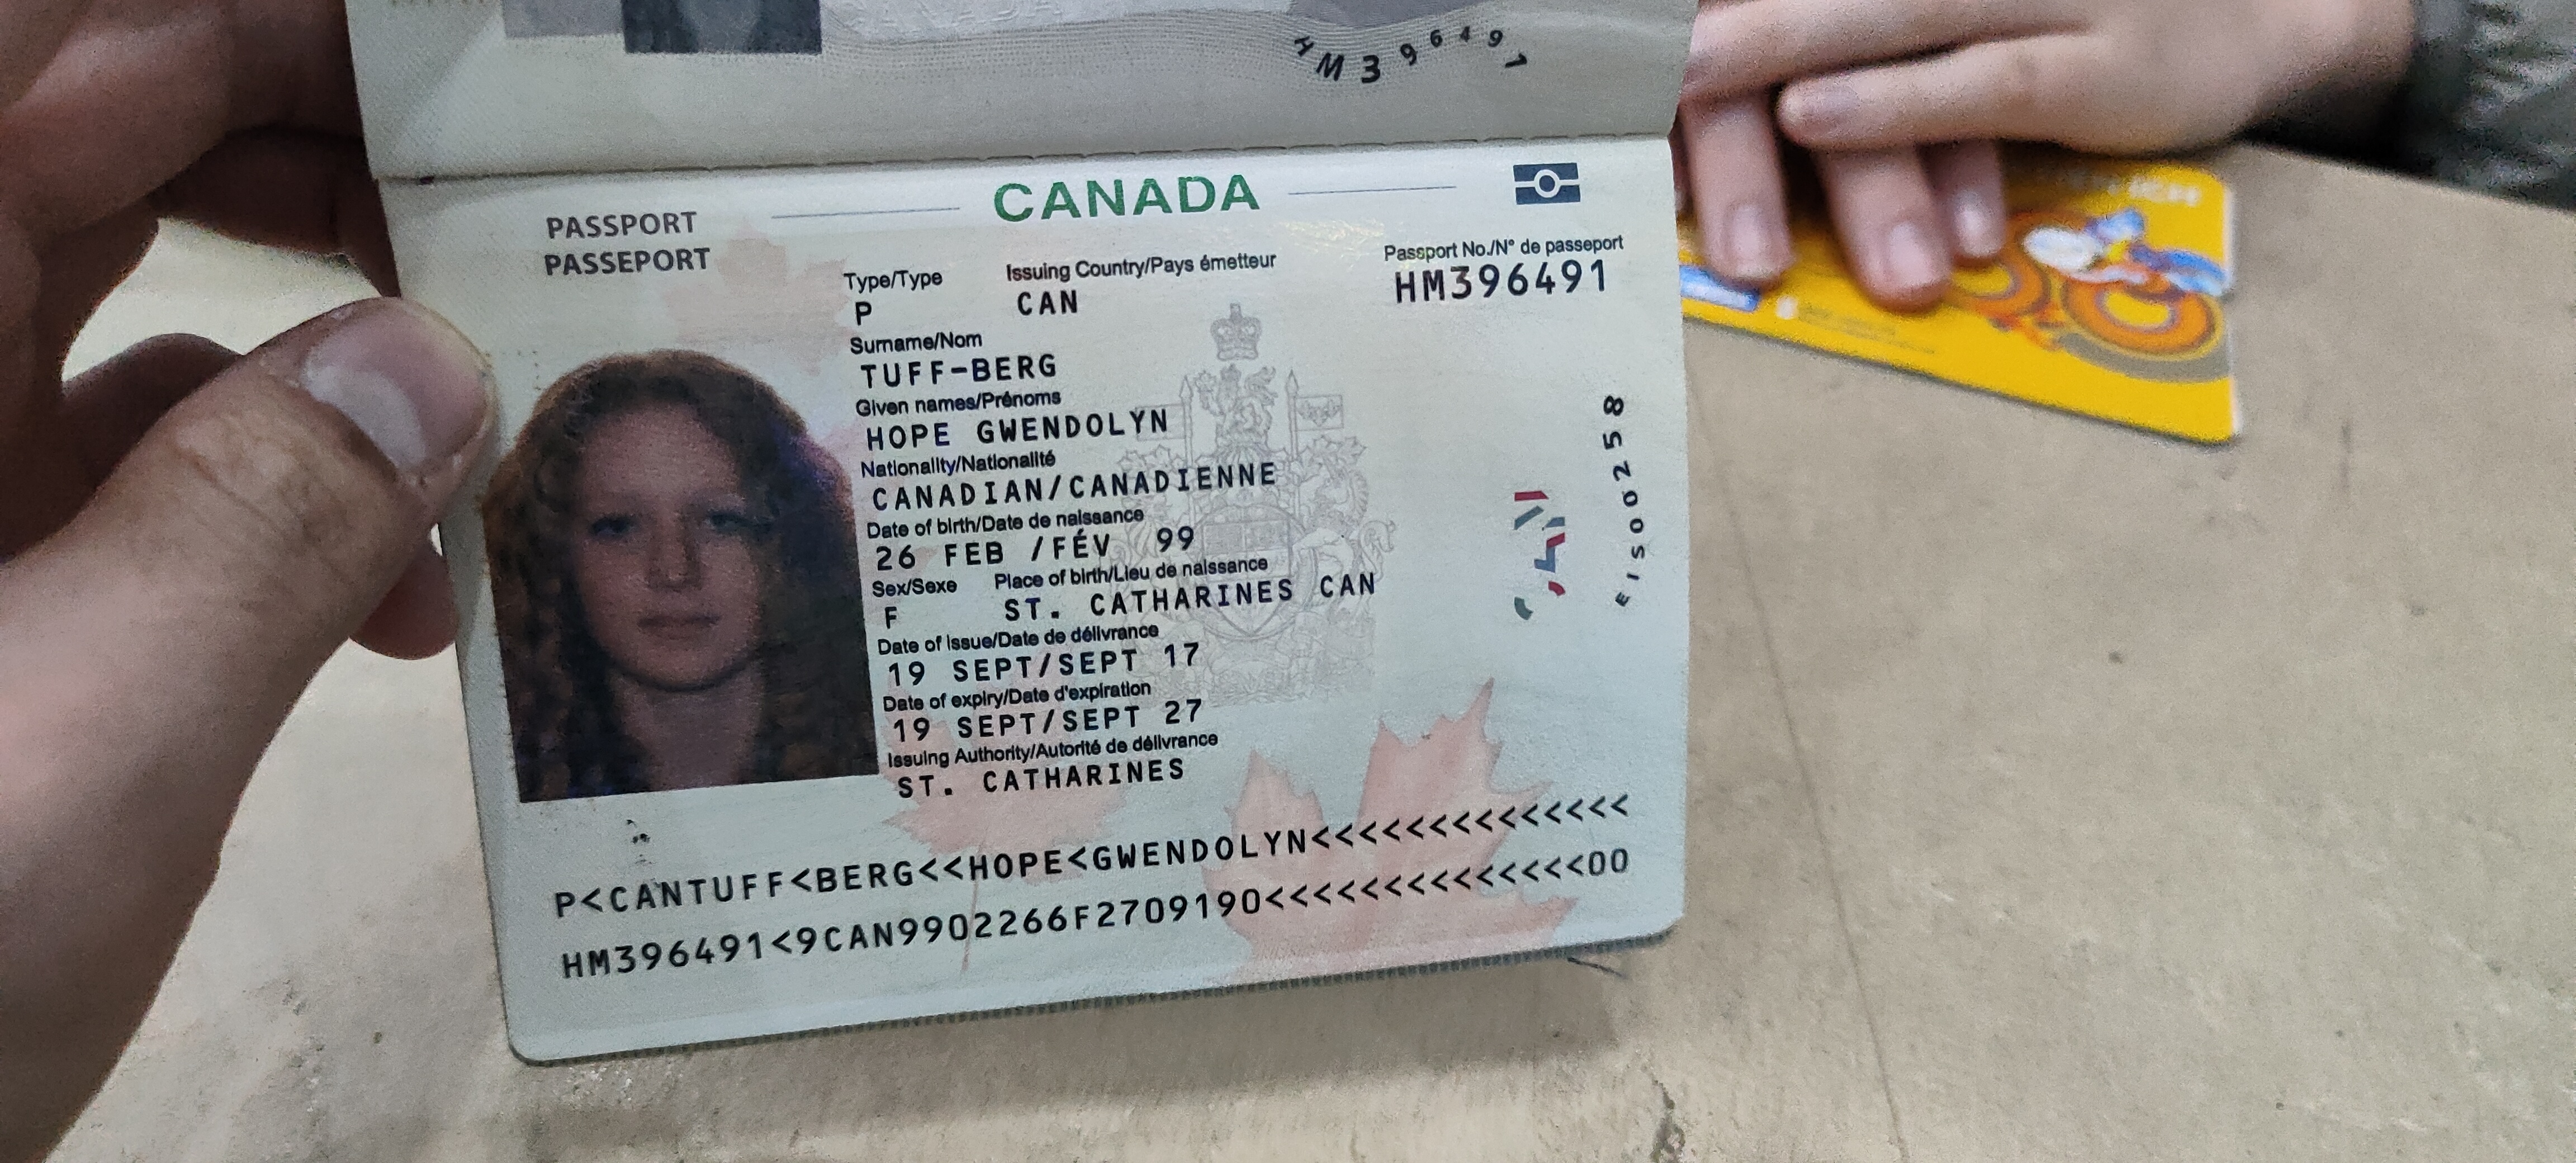 CANADA
HM396491
CANADA
PASSPORT
PASSEPORT
Type/Type
Issuing Country/Pays émetteur
Passport No./N° de passeport
P
CAN
HM396491
Surname/Nom
TUFF-BERG
Given names/Prénoms
HOPE GWENDOLYN
Nationality/Nationalité
CANADIAN/CANADIENNE
Date of birth/Date de naissance
26 FEB /FÉV 99
Sex/Sexe
Place of birth/Lieu de naissance
F
ST. CATHARINES CAN
Date of issue/Date de délivrance
19 SEPT/SEPT 17
Date of expiry/Date d'expiration
19 SEPT/SEPT 27
Issuing Authority/Autorité de délivrance
ST. CATHARINES
P<CANTUFF<BERG<<HOPE<GWENDOLYN<<<<<<<<<<<<<<
HM396491<9CAN9902266F2709190<<<<<<<<<<<<<<00